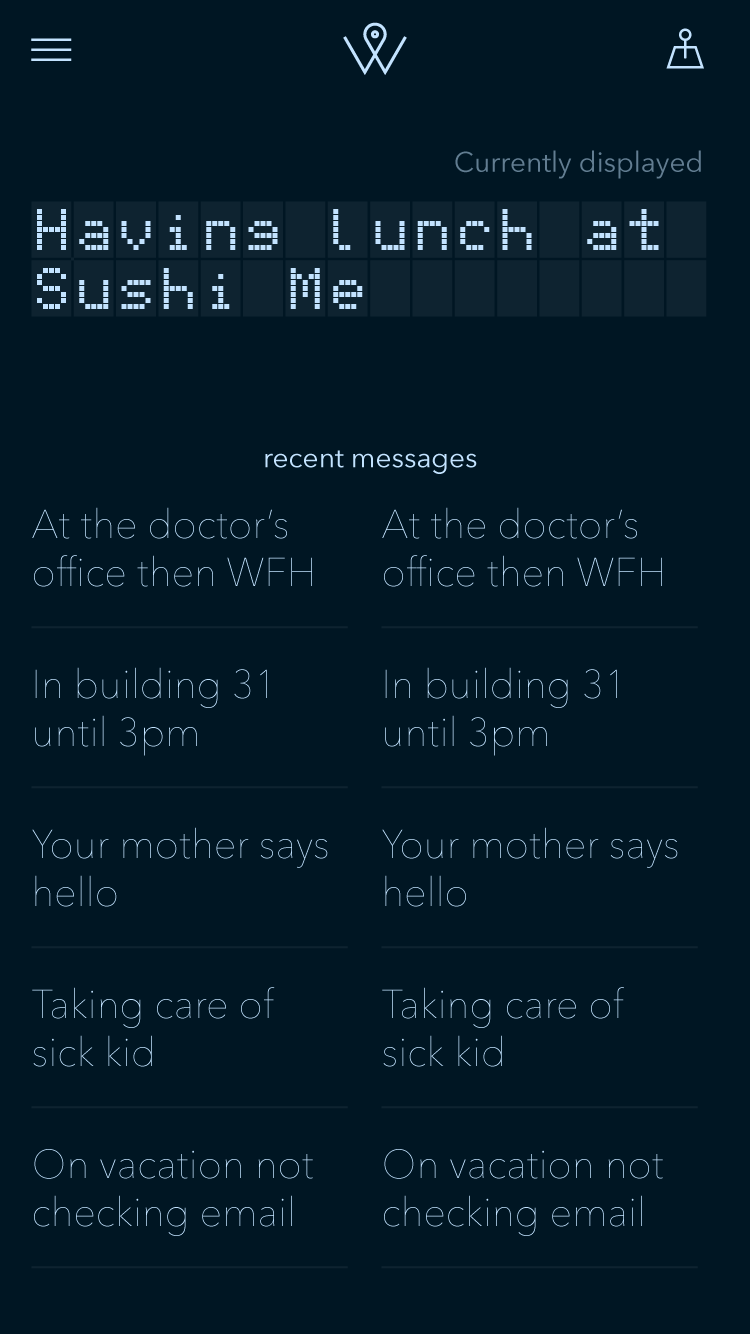 Currently displayed
Having lunch at
Sushi Me
recent messages
At the doctor’s
office then WFH
At the doctor’s
office then WFH
In building 31
until 3pm
In building 31
until 3pm
Your mother says
hello
Your mother says
hello
Taking care of
sick kid
Taking care of
sick kid
On vacation not
checking email
On vacation not
checking email